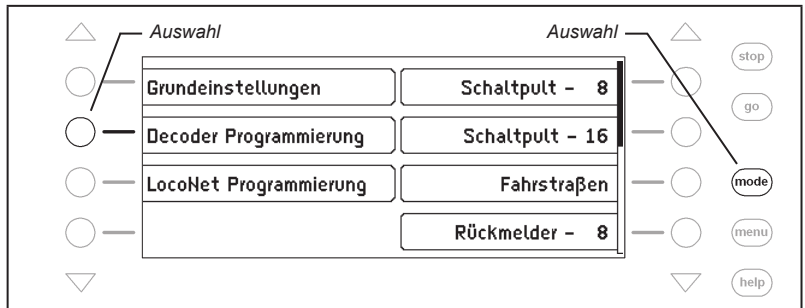 Auswahl
Auswahl
stop
Grundeinstellungen
Schaltpult - 8
go
Decoder Programmierung
Schaltpult - 16
LocoNet Programmierung
Fahrstraßen
mode
Rückmelder - 8
menu
help